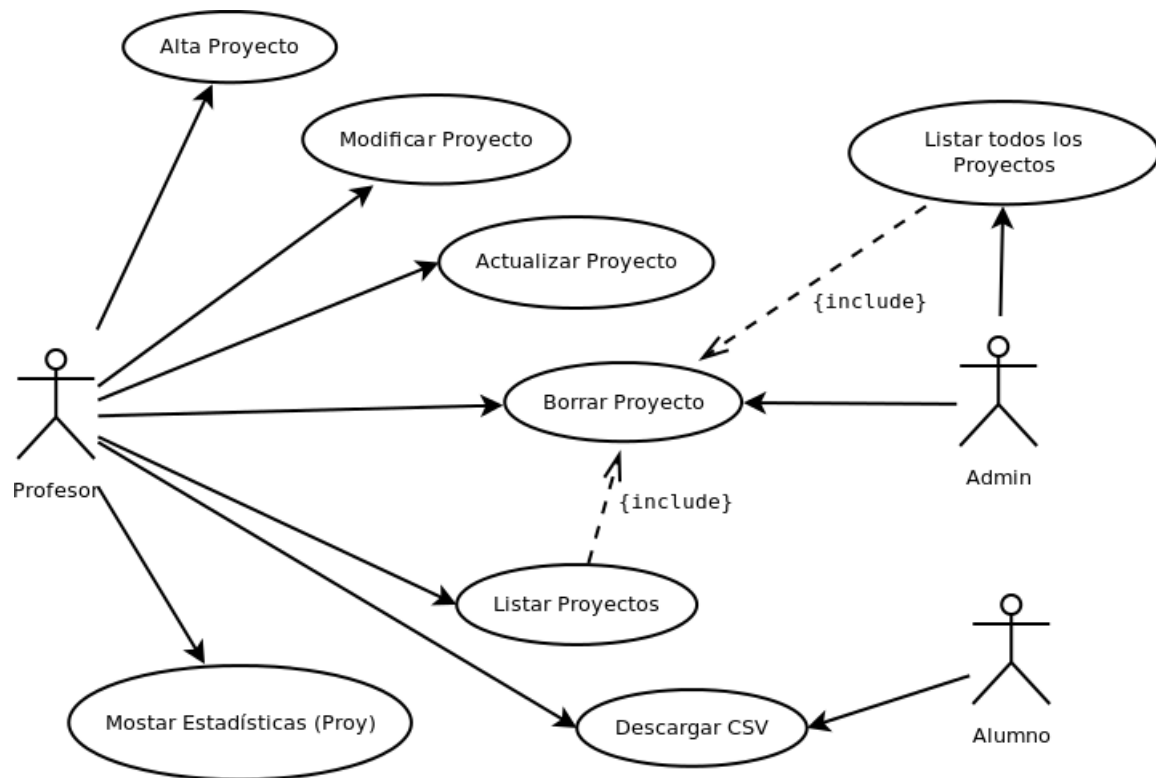 Alta Proyecto
Modificar Proyecto
Listar todos los
Proyectos
Actualizar Proyecto
{include}
Borrar Proyecto
Profesor
Admin
{include}
Listar Proyectos
Mostar Estadísticas (Proy)
Descargar CSV
Alumno